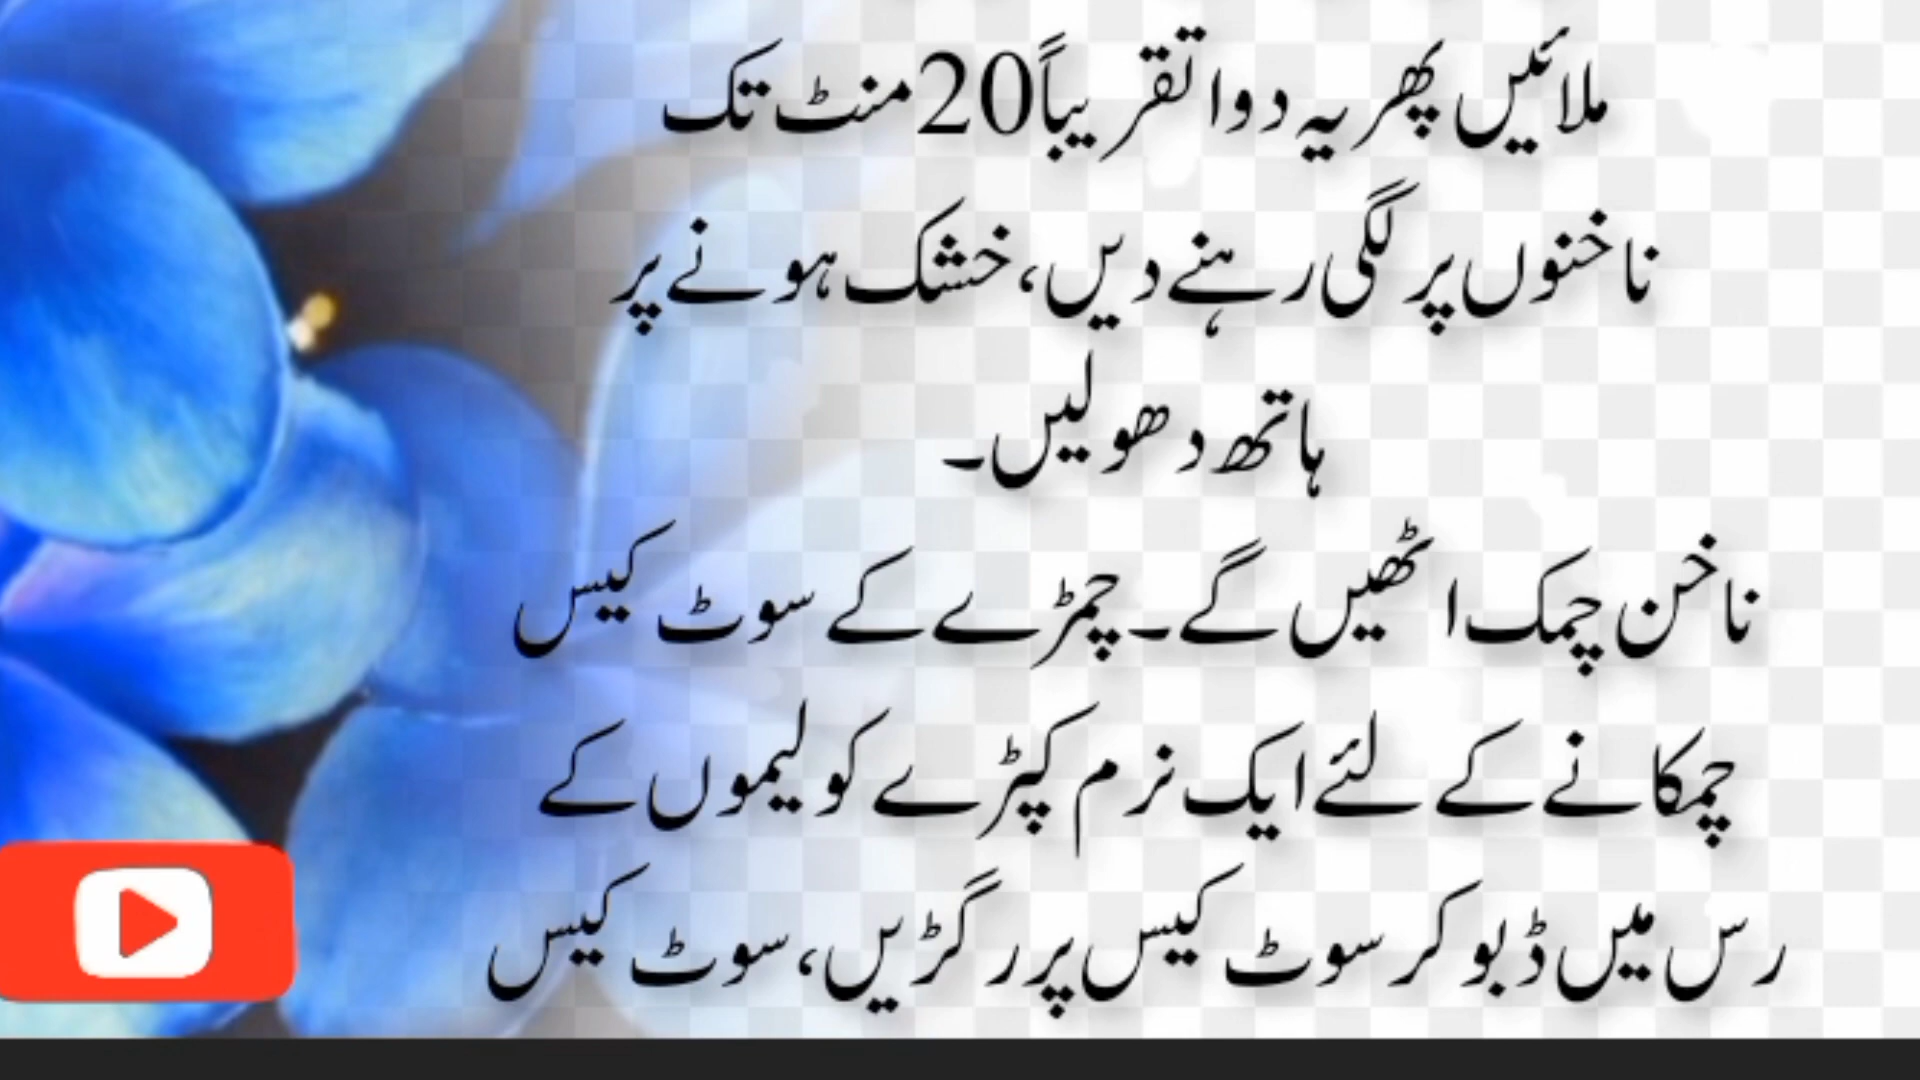 ملائیں پھر یہ دوا تقریباً 20 منٹ تک
ناخنوں پر لگی رہنے دیں، خشک ہونے پر
ہاتھ دھولیں۔
ناخن چمک اٹھیں گے۔ چمڑے کے سوٹ کیس
چمکانے کے لئے ایک نرم کپڑے کو لیموں کے
رس میں ڈبو کر سوٹ کیس پر رگڑیں، سوٹ کیس